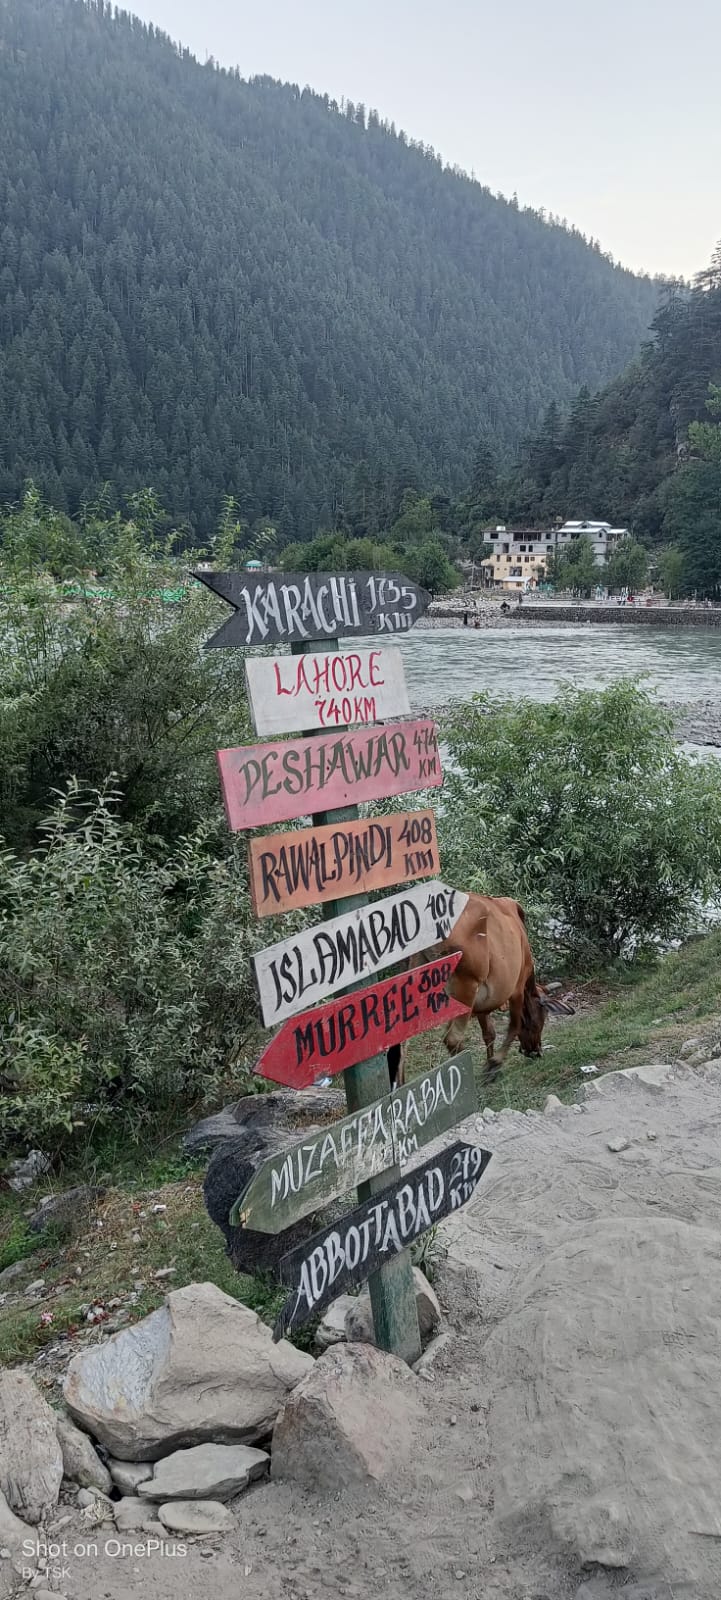 KARACHI 1755
KM
LAHORE
740KM
PESHAWAR 474
KM
RAWALPINDI 408
KM
ISLAMABAD 407
KM
MURREE 308
KM
MUZAFFARABAD
KM
ABBOTTABAD 279
KM
Shot on OnePlus
By TSK